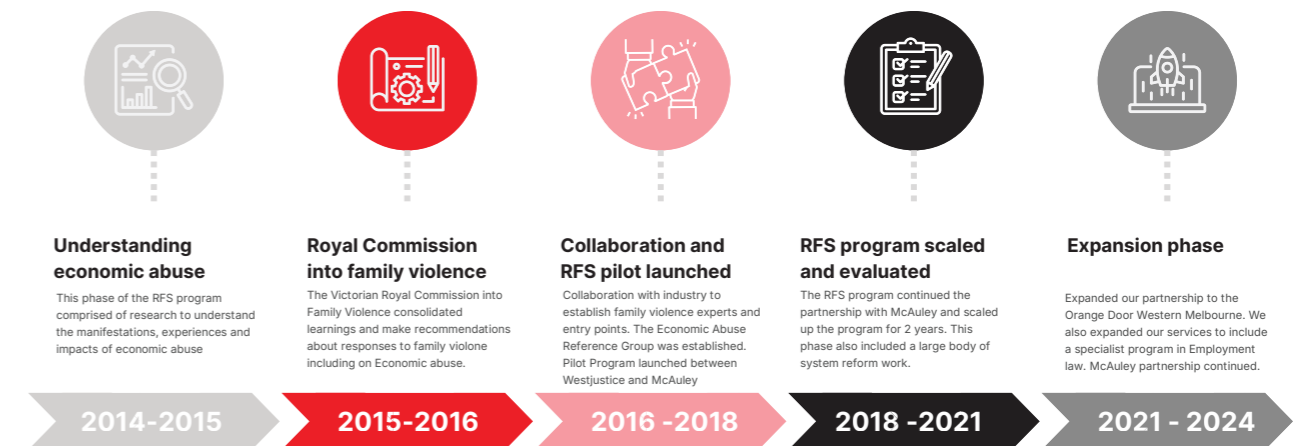 Understanding
economic abuse
This phase of the RFS program
comprised of research to understand
the manifestations, experiences and
impacts of economic abuse
2014-2015
Royal Commission
into family violence
The Victorian Royal Commission into
Family Violence consolidated
learnings and make recommendations
about responses to family violone
including on Economic abuse.
2015-2016
Collaboration and
RFS pilot launched
Collaboration with industry to
establish family violence experts and
entry points. The Economic Abuse
Reference Group was established.
Pilot Program launched between
Westjustice and McAuley
2016 -2018
RFS program scaled
and evaluated
The RFS program continued the
partnership with McAuley and scaled
up the program for 2 years. This
phase also included a large body of
system reform work.
2018 -2021
Expansion phase
Expanded our partnership to the
Orange Door Western Melbourne. We
also expanded our services to include
a specialist program in Employment
law. McAuley partnership continued.
2021 - 2024